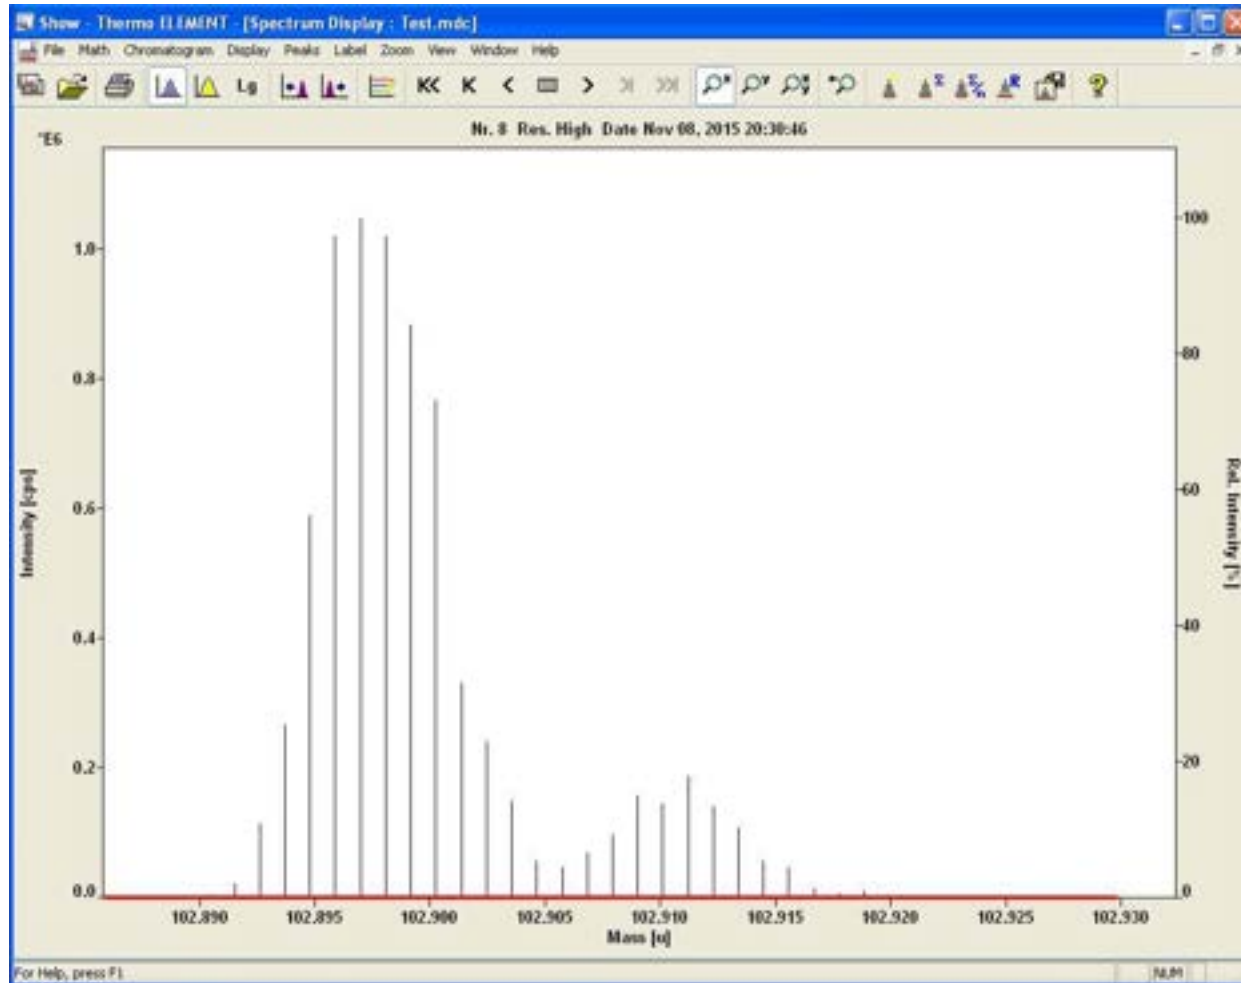 Show - Thermo ELEMENT - [Spectrum Display : Test.mdc]
File Math Chromatogram Display Peaks Label Zoom View Window Help
Lg
Nr. 8 Res. High Date Nov 08, 2015 20:30:46
*E6
1.0
0.8
0.6
0.4
0.2
0.0
Intensity [cps]
100
80
60
40
20
0
Rel. Intensity [%]
102.890 102.895 102.900 102.905 102.910 102.915 102.920 102.925 102.930
Mass [u]
For Help, press F1
NUM